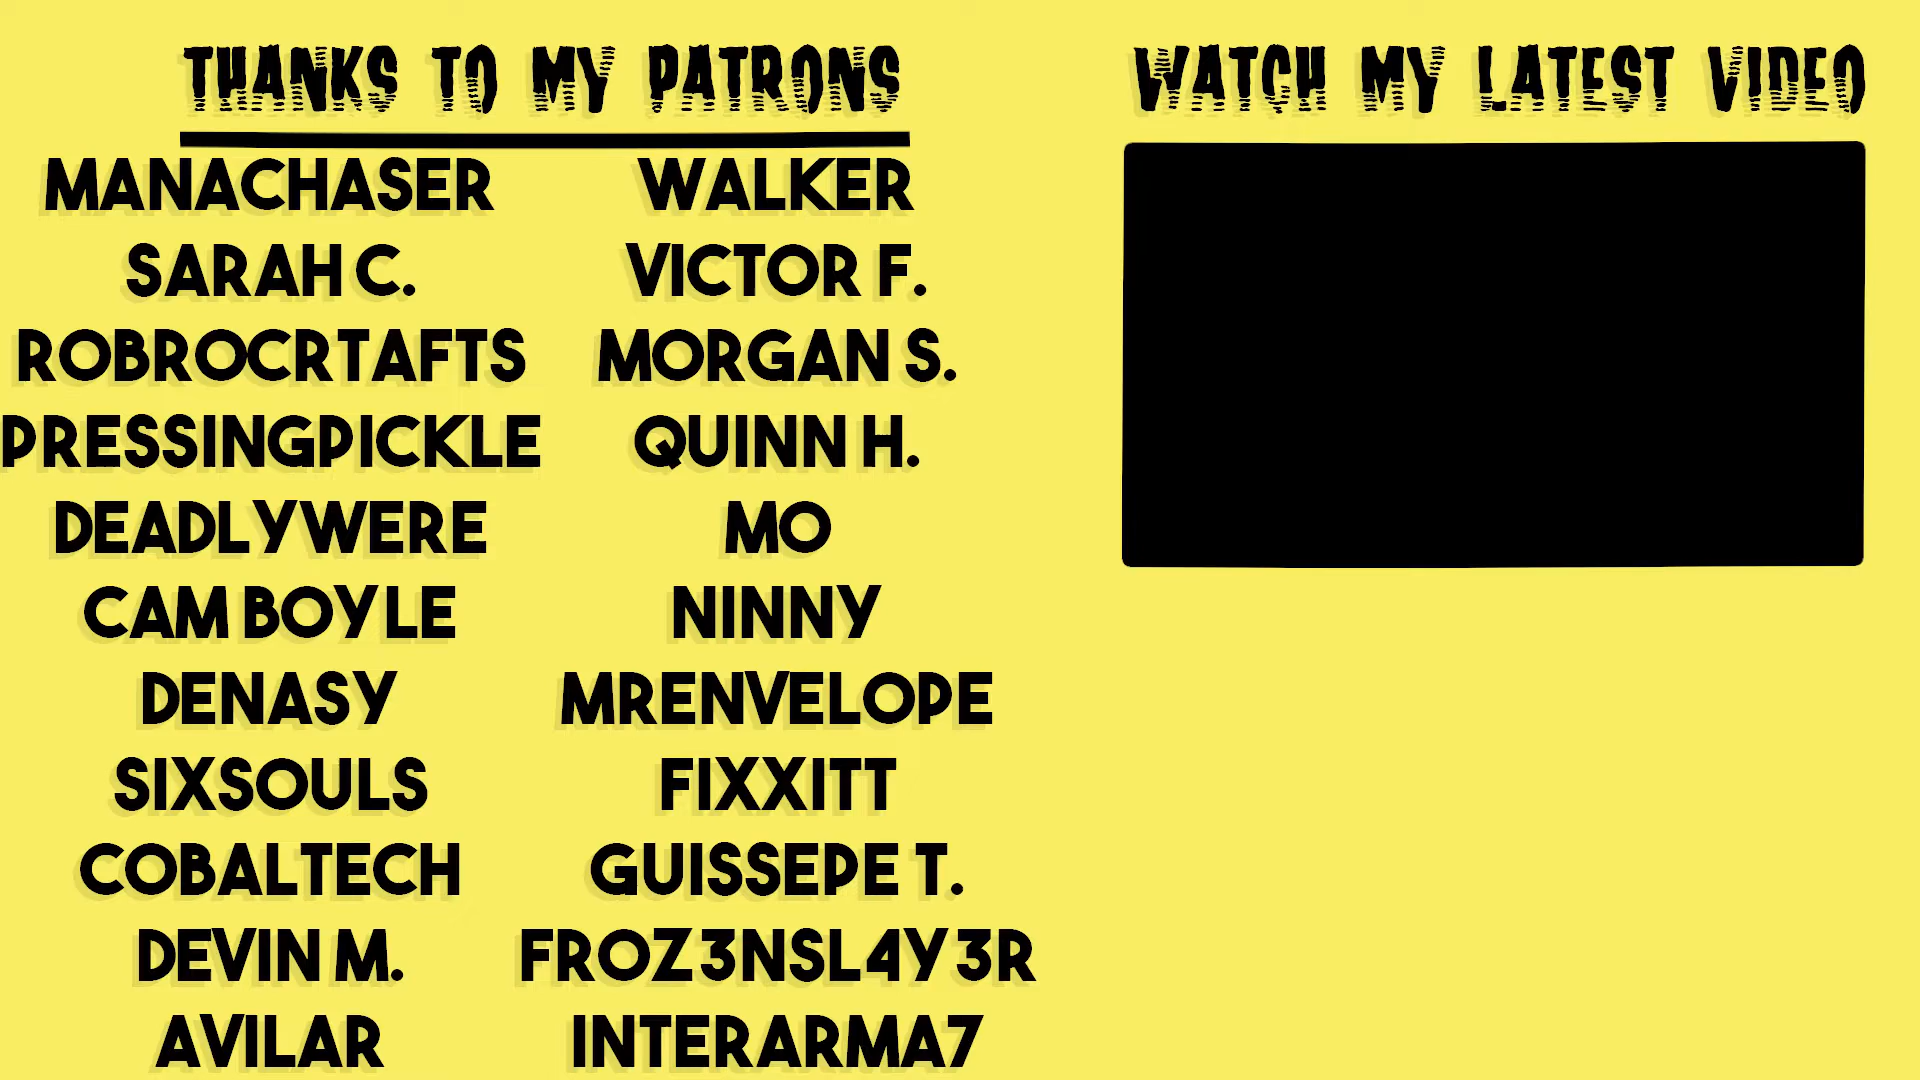 THANKS TO MY PATRONS
MANACHASER
SARAH C.
ROBROCRTAFTS
PRESSINGPICKLE
DEADLYWERE
CAM BOYLE
DENASY
SIXSOULS
COBALTECH
DEVIN M.
AVILAR
WALKER
VICTOR F.
MORGAN S.
QUINN H.
MO
NINNY
MRENVELOPE
FIXXITT
GUISSEPE T.
FROZ3NSL4Y3R
INTERARMA7
WATCH MY LATEST VIDEO